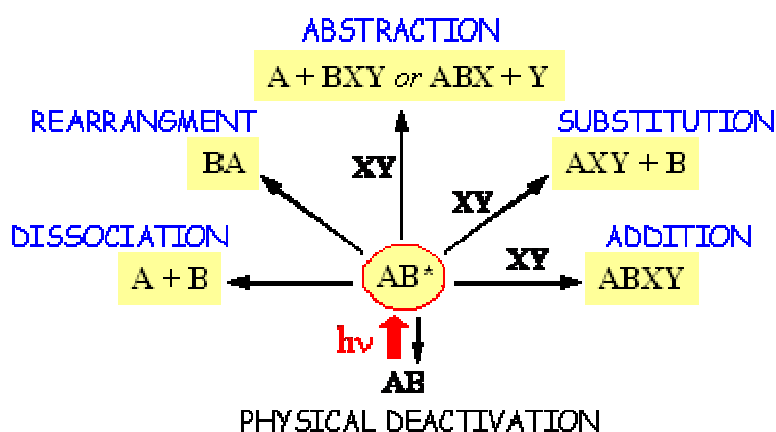 ABSTRACTION
A + BXY or ABX + Y
REARRANGMENT
SUBSTITUTION
BA
XY
AXY + B
XY
DISSOCIATION
ADDITION
XY
A + B
AB*
ABXY
hν
AB
PHYSICAL DEACTIVATION